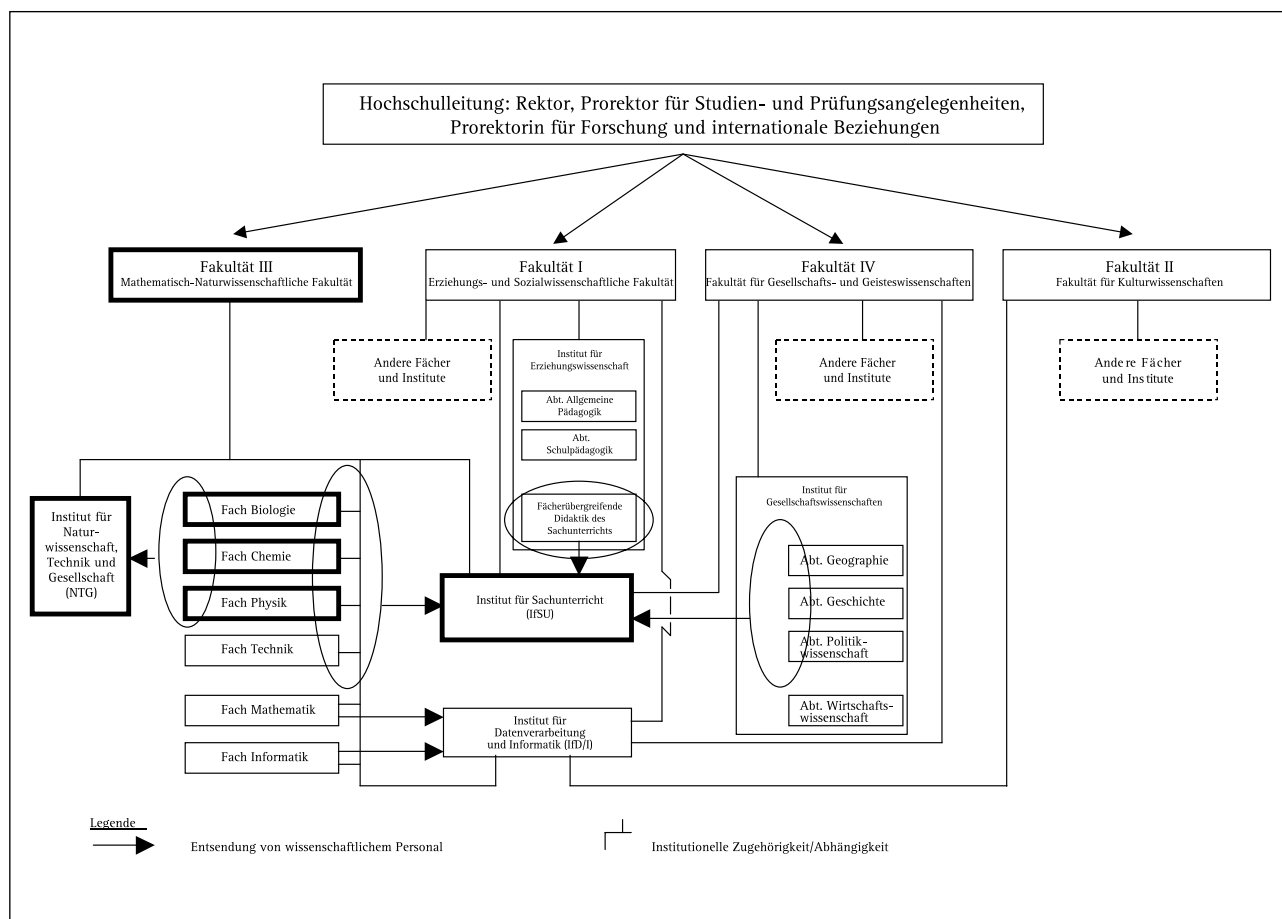 Hochschulleitung: Rektor, Prorektor für Studien- und Prüfungsangelegenheiten,
Prorektorin für Forschung und internationale Beziehungen
Fakultät III
Mathematisch-Naturwissenschaftliche Fakultät
Fakultät I
Erziehungs- und Sozialwissenschaftliche Fakultät
Fakultät IV
Fakultät für Gesellschafts- und Geisteswissenschaften
Fakultät II
Fakultät für Kulturwissenschaften
Andere Fächer
und Institute
Institut für
Erziehungswissenschaft
Abt. Allgemeine
Pädagogik
Abt.
Schulpädagogik
Fächerübergreifende
Didaktik des
Sachunterrichts
Andere Fächer
und Institute
Andere Fächer
und Institute
Institut für
Natur-
wissenschaft,
Technik und
Gesellschaft
(NTG)
Fach Biologie
Fach Chemie
Fach Physik
Fach Technik
Fach Mathematik
Fach Informatik
Institut für Sachunterricht
(IfSU)
Institut für
Datenverarbeitung
und Informatik (IfD/I)
Institut für
Gesellschaftswissenschaften
Abt. Geographie
Abt. Geschichte
Abt. Politik-
wissenschaft
Abt. Wirtschafts-
wissenschaft
Legende
Entsendung von wissenschaftlichem Personal
Institutionelle Zugehörigkeit/Abhängigkeit